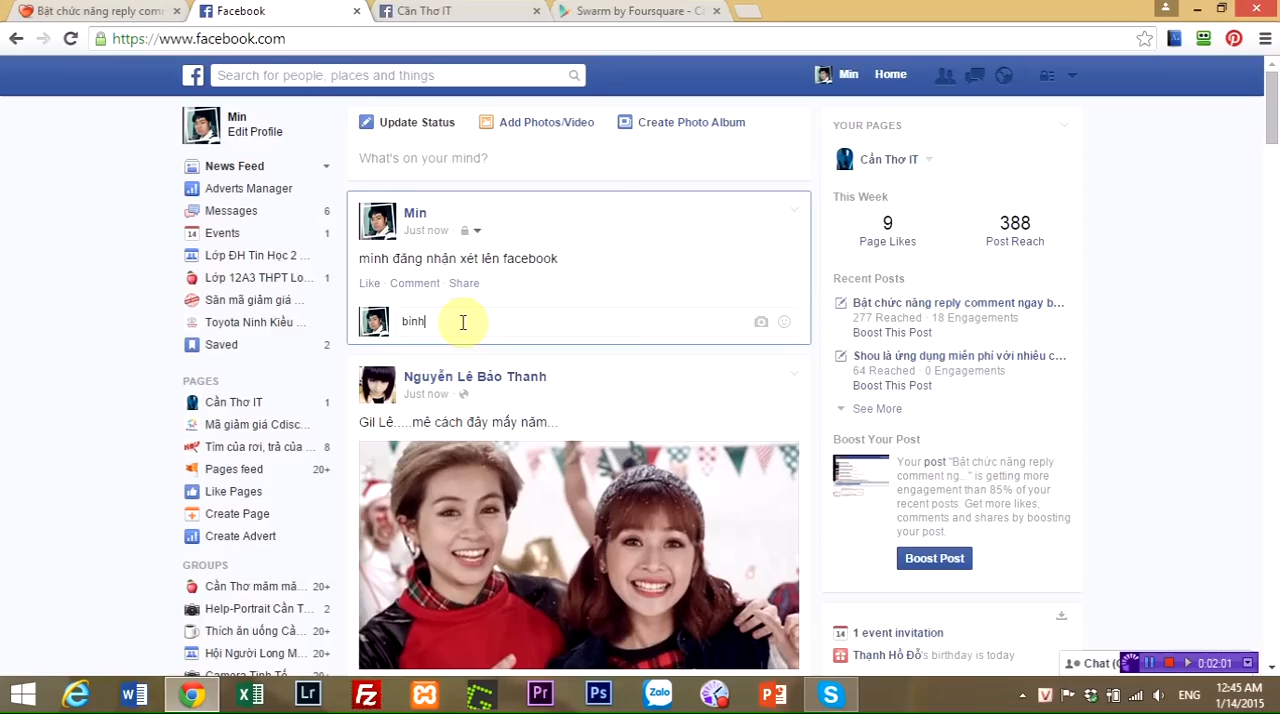 Bật chức năng reply comm
Facebook
Cần Thơ IT
Swarm by Foursquare - Că
https://www.facebook.com
Search for people, places and things
Min
Home
Min
Edit Profile
News Feed
Adverts Manager
Messages 6
Events 1
Lớp ĐH Tin Học 2 ...
Lớp 12A3 THPT Lo...
Săn mã giảm giá ...
Toyota Ninh Kiều ...
Saved 2
PAGES
Cần Thơ IT 1
Mã giảm giá Cdisc...
Tìm của rơi, trả của ... 8
Pages feed 20+
Like Pages
Create Page
Create Advert
GROUPS
Cần Thơ măm mă... 20+
Help-Portrait Cần T... 2
Thích ăn uống Cầ... 20+
Hội Người Long M... 20+
Camera Tinh Tế 20+
Update Status
Add Photos/Video
Create Photo Album
What's on your mind?
Min
Just now
mình đăng nhận xét lên facebook
Like · Comment · Share
binh
Nguyễn Lê Bảo Thanh
Just now
Gil Lê.....mê cách đây mấy năm...
YOUR PAGES
Cần Thơ IT
This Week
9 388
Page Likes Post Reach
Recent Posts
Bật chức năng reply comment ngay b...
277 Reached · 18 Engagements
Boost This Post
Shou là ứng dụng miễn phí với nhiều c...
64 Reached · 0 Engagements
Boost This Post
See More
Boost Your Post
Your post "Bật chức năng reply
comment ng..." is getting more
engagement than 85% of your
recent posts. Get more likes,
comments and shares by boosting
your post.
Boost Post
1 event invitation
Thạnh Hồ Đỗ's birthday is today
Chat (
0:02:01
ENG
12:45 AM
1/14/2015